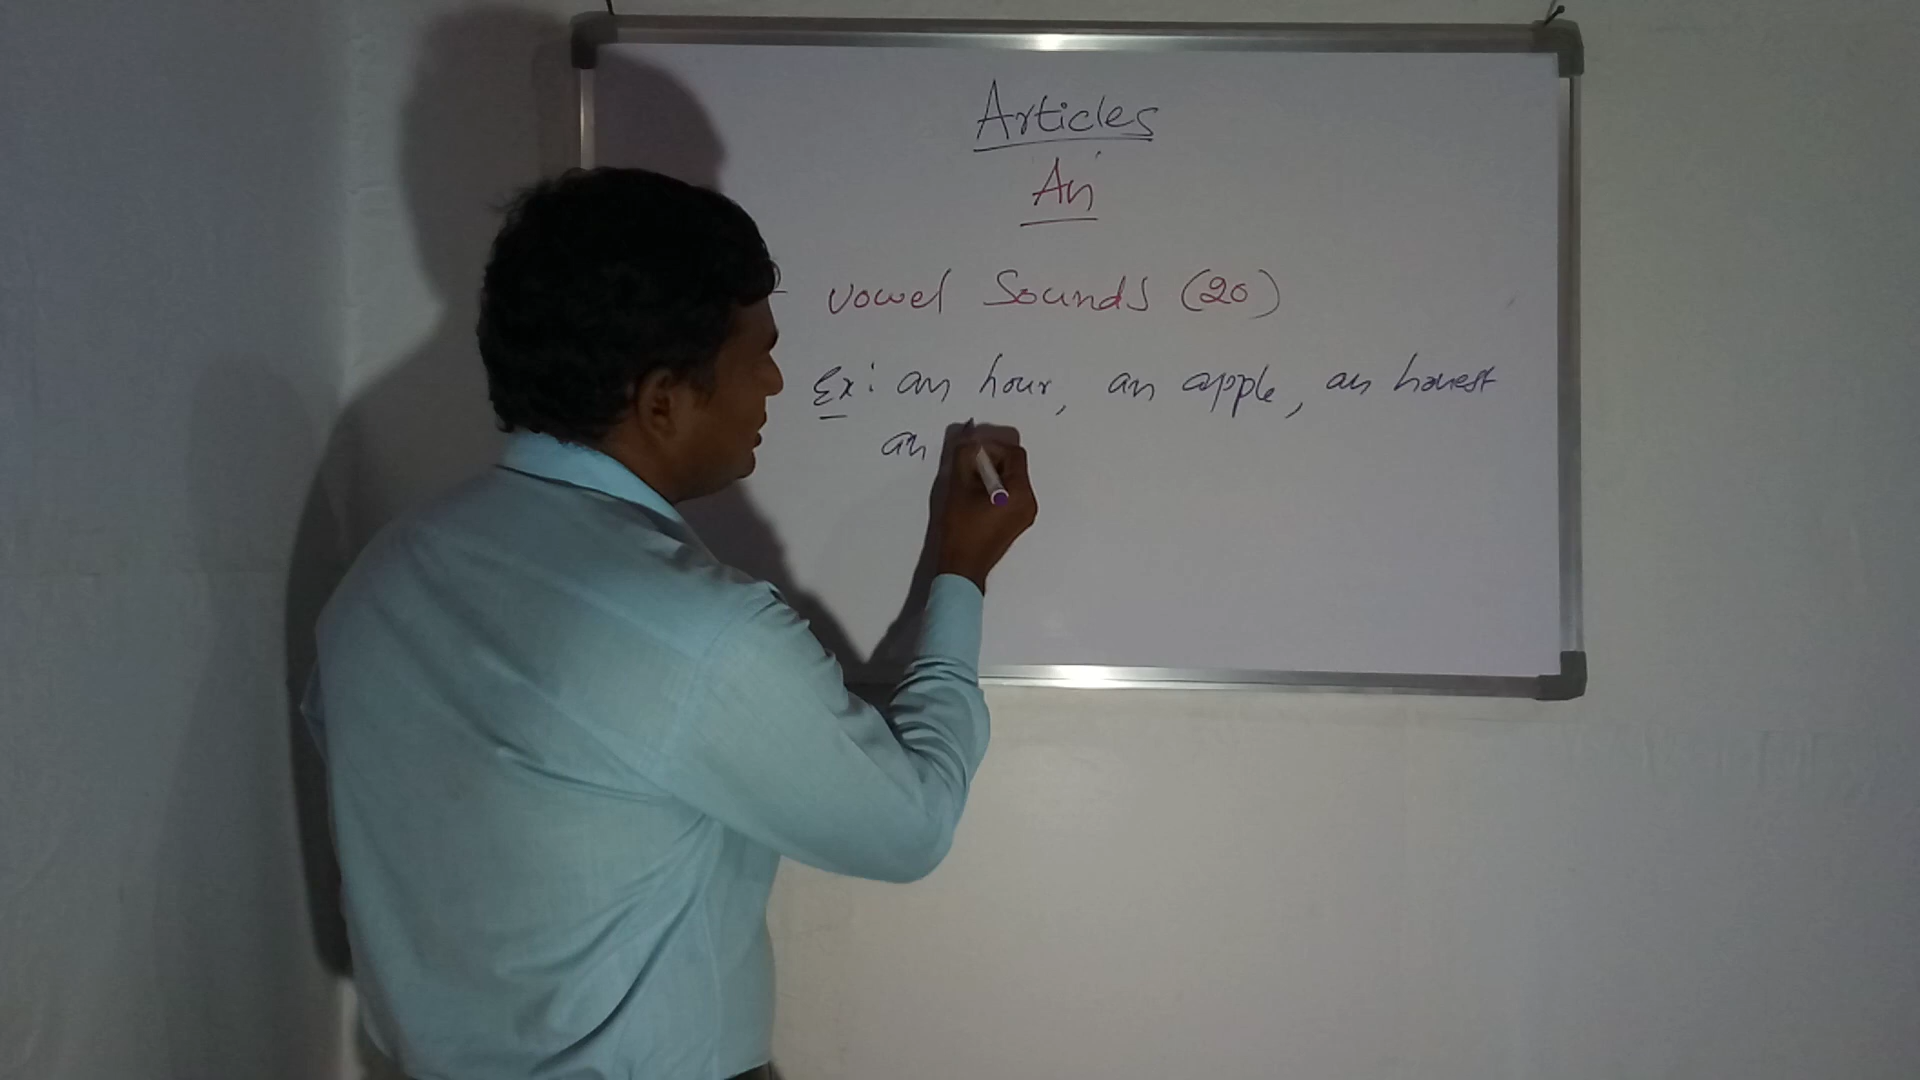 Articles
An
- vowel Sounds (20)
Ex: an hour, an apple, an honest
an